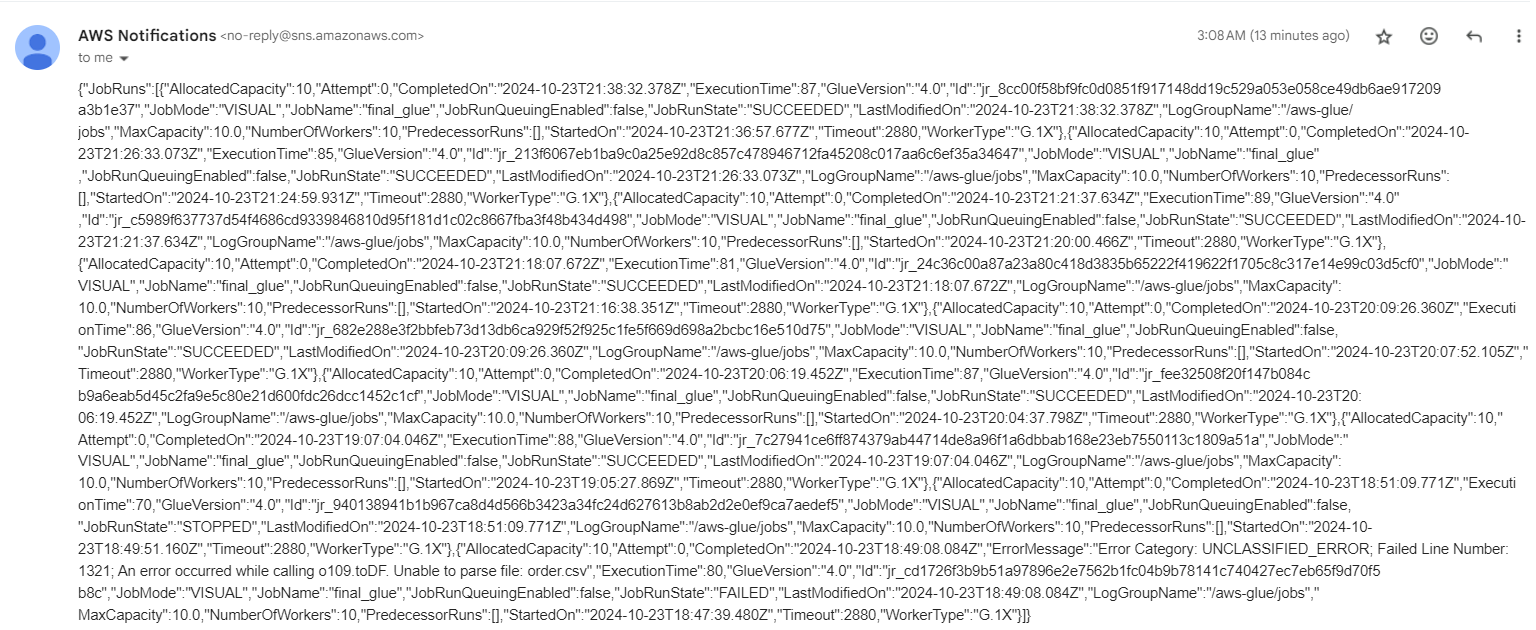 AWS Notifications <no-reply@sns.amazonaws.com>
3:08 AM (13 minutes ago)
to me
{"JobRuns":[{"AllocatedCapacity":10,"Attempt":0,"CompletedOn":"2024-10-23T21:38:32.378Z","ExecutionTime":87,"GlueVersion":"4.0","Id":"jr_8cc00f58bf9fc0d0851f917148dd19c529a053e058ce49db6ae917209
a3b1e37","JobMode":"VISUAL","JobName":"final_glue","JobRunQueuingEnabled":false,"JobRunState":"SUCCEEDED","LastModifiedOn":"2024-10-23T21:38:32.378Z","LogGroupName":"/aws-glue/
jobs","MaxCapacity":10.0,"NumberOfWorkers":10,"PredecessorRuns":[],"StartedOn":"2024-10-23T21:36:57.677Z","Timeout":2880,"WorkerType":"G.1X"},{"AllocatedCapacity":10,"Attempt":0,"CompletedOn":"2024-10-
23T21:26:33.073Z","ExecutionTime":85,"GlueVersion":"4.0","Id":"jr_213f6067eb1ba9c0a25e92d8c857c478946712fa45208c017aa6c6ef35a34647","JobMode":"VISUAL","JobName":"final_glue"
,"JobRunQueuingEnabled":false,"JobRunState":"SUCCEEDED","LastModifiedOn":"2024-10-23T21:26:33.073Z","LogGroupName":"/aws-glue/jobs","MaxCapacity":10.0,"NumberOfWorkers":10,"PredecessorRuns":
[],"StartedOn":"2024-10-23T21:24:59.931Z","Timeout":2880,"WorkerType":"G.1X"},{"AllocatedCapacity":10,"Attempt":0,"CompletedOn":"2024-10-23T21:21:37.634Z","ExecutionTime":89,"GlueVersion":"4.0"
,"Id":"jr_c5989f637737d54f4686cd9339846810d95f181d1c02c8667fba3f48b434d498","JobMode":"VISUAL","JobName":"final_glue","JobRunQueuingEnabled":false,"JobRunState":"SUCCEEDED","LastModifiedOn":"2024-10-
23T21:21:37.634Z","LogGroupName":"/aws-glue/jobs","MaxCapacity":10.0,"NumberOfWorkers":10,"PredecessorRuns":[],"StartedOn":"2024-10-23T21:20:00.466Z","Timeout":2880,"WorkerType":"G.1X"},
{"AllocatedCapacity":10,"Attempt":0,"CompletedOn":"2024-10-23T21:18:07.672Z","ExecutionTime":81,"GlueVersion":"4.0","Id":"jr_24c36c00a87a23a80c418d3835b65222f419622f1705c8c317e14e99c03d5cf0","JobMode":"
VISUAL","JobName":"final_glue","JobRunQueuingEnabled":false,"JobRunState":"SUCCEEDED","LastModifiedOn":"2024-10-23T21:18:07.672Z","LogGroupName":"/aws-glue/jobs","MaxCapacity":
10.0,"NumberOfWorkers":10,"PredecessorRuns":[],"StartedOn":"2024-10-23T21:16:38.351Z","Timeout":2880,"WorkerType":"G.1X"},{"AllocatedCapacity":10,"Attempt":0,"CompletedOn":"2024-10-23T20:09:26.360Z","Executi
onTime":86,"GlueVersion":"4.0","Id":"jr_682e288e3f2bbfeb73d13db6ca929f52f925c1fe5f669d698a2bcbc16e510d75","JobMode":"VISUAL","JobName":"final_glue","JobRunQueuingEnabled":false,
"JobRunState":"SUCCEEDED","LastModifiedOn":"2024-10-23T20:09:26.360Z","LogGroupName":"/aws-glue/jobs","MaxCapacity":10.0,"NumberOfWorkers":10,"PredecessorRuns":[],"StartedOn":"2024-10-23T20:07:52.105Z","
Timeout":2880,"WorkerType":"G.1X"},{"AllocatedCapacity":10,"Attempt":0,"CompletedOn":"2024-10-23T20:06:19.452Z","ExecutionTime":87,"GlueVersion":"4.0","Id":"jr_fee32508f20f147b084c
b9a6eab5d45c2fa9e5c80e21d600fdc26dcc1452c1cf","JobMode":"VISUAL","JobName":"final_glue","JobRunQueuingEnabled":false,"JobRunState":"SUCCEEDED","LastModifiedOn":"2024-10-23T20:
06:19.452Z","LogGroupName":"/aws-glue/jobs","MaxCapacity":10.0,"NumberOfWorkers":10,"PredecessorRuns":[],"StartedOn":"2024-10-23T20:04:37.798Z","Timeout":2880,"WorkerType":"G.1X"},{"AllocatedCapacity":10,"
Attempt":0,"CompletedOn":"2024-10-23T19:07:04.046Z","ExecutionTime":88,"GlueVersion":"4.0","Id":"jr_7c27941ce6ff874379ab44714de8a96f1a6dbbab168e23eb7550113c1809a51a","JobMode":"
VISUAL","JobName":"final_glue","JobRunQueuingEnabled":false,"JobRunState":"SUCCEEDED","LastModifiedOn":"2024-10-23T19:07:04.046Z","LogGroupName":"/aws-glue/jobs","MaxCapacity":
10.0,"NumberOfWorkers":10,"PredecessorRuns":[],"StartedOn":"2024-10-23T19:05:27.869Z","Timeout":2880,"WorkerType":"G.1X"},{"AllocatedCapacity":10,"Attempt":0,"CompletedOn":"2024-10-23T18:51:09.771Z","Executi
onTime":70,"GlueVersion":"4.0","Id":"jr_940138941b1b967ca8d4d566b3423a34fc24d627613b8ab2d2e0ef9ca7aedef5","JobMode":"VISUAL","JobName":"final_glue","JobRunQueuingEnabled":false,
"JobRunState":"STOPPED","LastModifiedOn":"2024-10-23T18:51:09.771Z","LogGroupName":"/aws-glue/jobs","MaxCapacity":10.0,"NumberOfWorkers":10,"PredecessorRuns":[],"StartedOn":"2024-10-
23T18:49:51.160Z","Timeout":2880,"WorkerType":"G.1X"},{"AllocatedCapacity":10,"Attempt":0,"CompletedOn":"2024-10-23T18:49:08.084Z","ErrorMessage":"Error Category: UNCLASSIFIED_ERROR; Failed Line Number:
1321; An error occurred while calling o109.toDF. Unable to parse file: order.csv","ExecutionTime":80,"GlueVersion":"4.0","Id":"jr_cd1726f3b9b51a97896e2e7562b1fc04b9b78141c740427ec7eb65f9d70f5
b8c","JobMode":"VISUAL","JobName":"final_glue","JobRunQueuingEnabled":false,"JobRunState":"FAILED","LastModifiedOn":"2024-10-23T18:49:08.084Z","LogGroupName":"/aws-glue/jobs","
MaxCapacity":10.0,"NumberOfWorkers":10,"PredecessorRuns":[],"StartedOn":"2024-10-23T18:47:39.480Z","Timeout":2880,"WorkerType":"G.1X"}]}